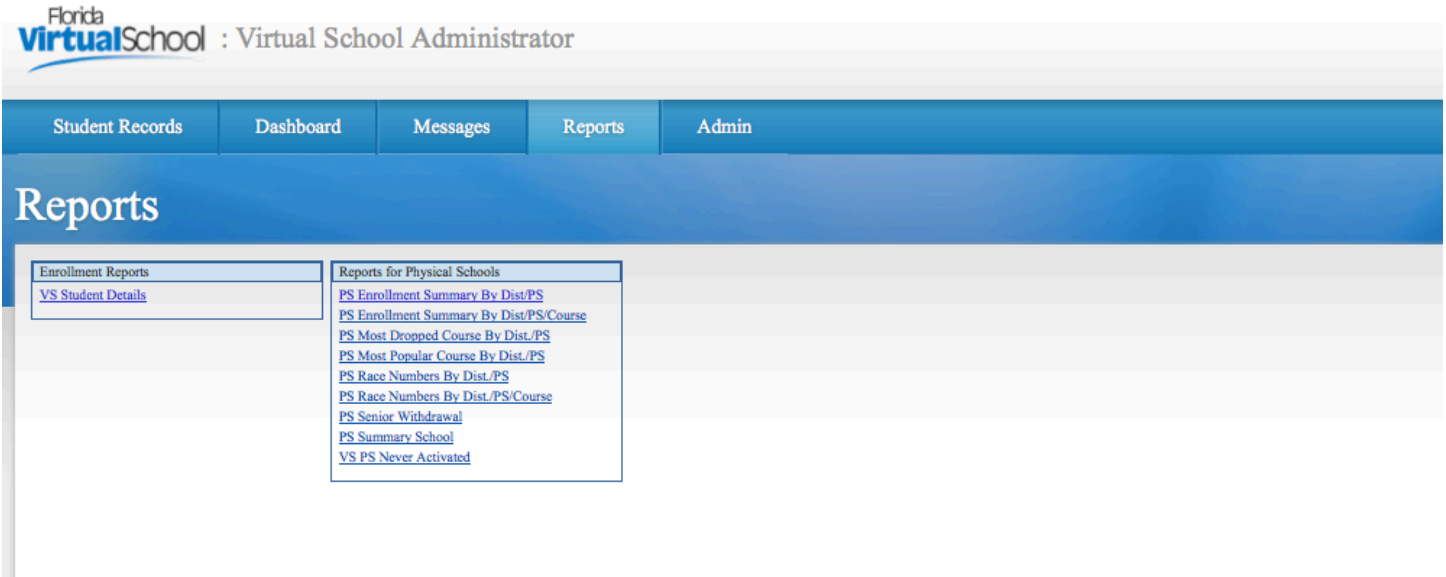 Florida
VirtualSchool : Virtual School Administrator
Student Records Dashboard Messages Reports Admin
Reports
Enrollment Reports
VS Student Details
Reports for Physical Schools
PS Enrollment Summary By Dist/PS
PS Enrollment Summary By Dist/PS/Course
PS Most Dropped Course By Dist./PS
PS Most Popular Course By Dist./PS
PS Race Numbers By Dist./PS
PS Race Numbers By Dist./PS/Course
PS Senior Withdrawal
PS Summary School
VS PS Never Activated